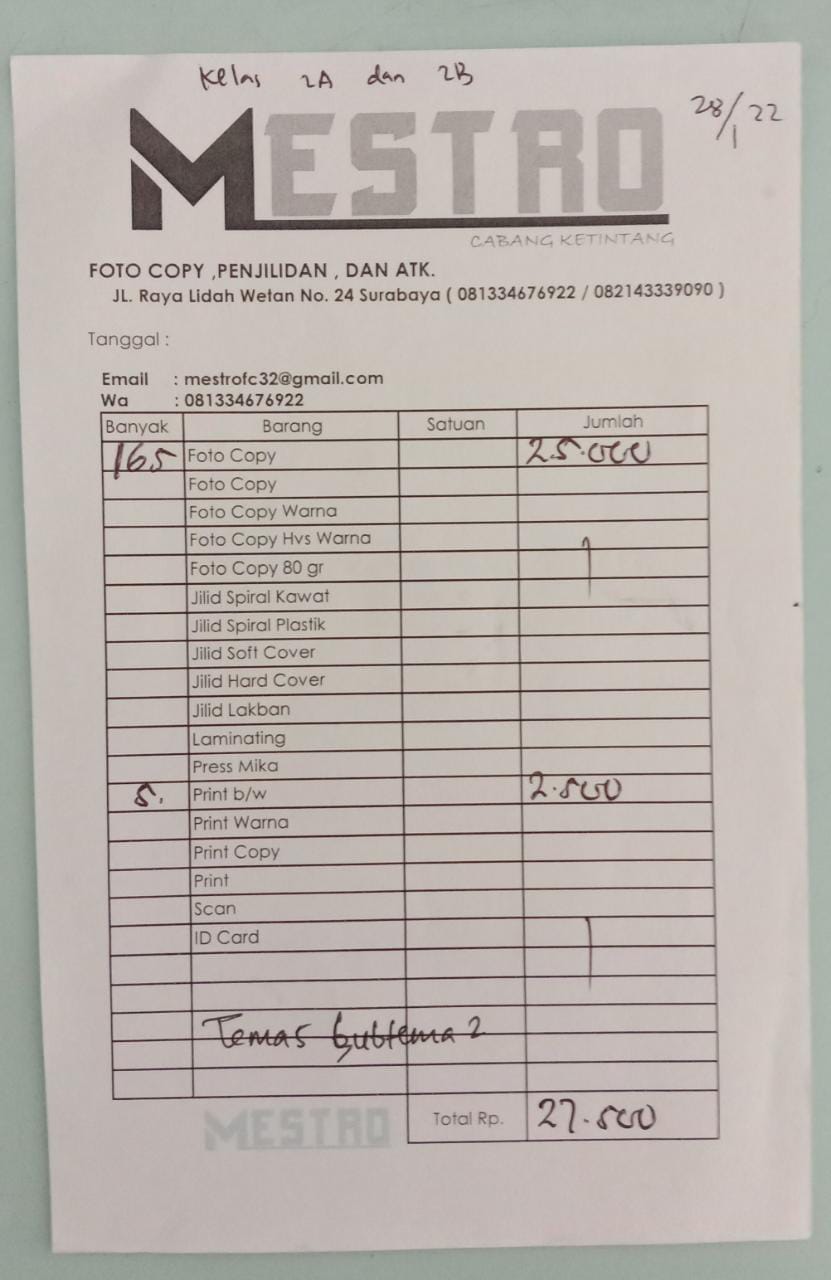 Kelas 2A dan 2B
28/1 22
MESTRO
CABANG KETINTANG
FOTO COPY ,PENJILIDAN , DAN ATK.
JL. Raya Lidah Wetan No. 24 Surabaya ( 081334676922 / 082143339090 )
Tanggal :
Email : mestrofc32@gmail.com
Wa : 081334676922
Banyak Barang Satuan Jumlah
165 Foto Copy 25.000
Foto Copy
Foto Copy Warna
Foto Copy Hvs Warna
Foto Copy 80 gr
Jilid Spiral Kawat
Jilid Spiral Plastik
Jilid Soft Cover
Jilid Hard Cover
Jilid Lakban
Laminating
Press Mika
5. Print b/w 2.500
Print Warna
Print Copy
Print
Scan
ID Card
Tema 5 Subtema 2
MESTRO
Total Rp. 27.500